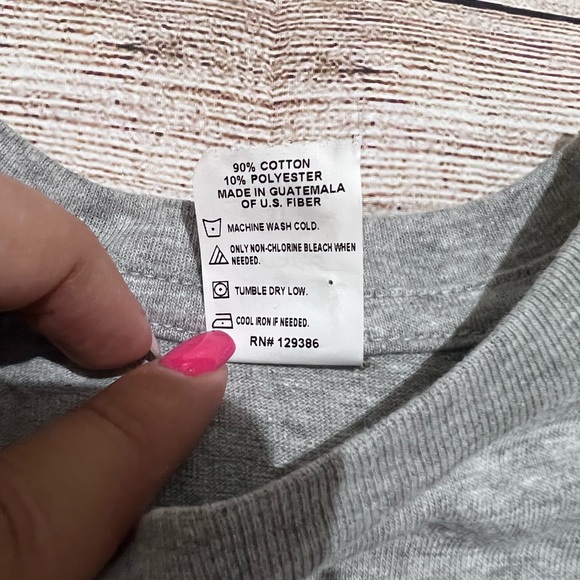 90% COTTON
10% POLYESTER
MADE IN GUATEMALA
OF U.S. FIBER
MACHINE WASH COLD.
ONLY NON-CHLORINE BLEACH WHEN
NEEDED.
TUMBLE DRY LOW.
COOL IRON IF NEEDED.
RN# 129386